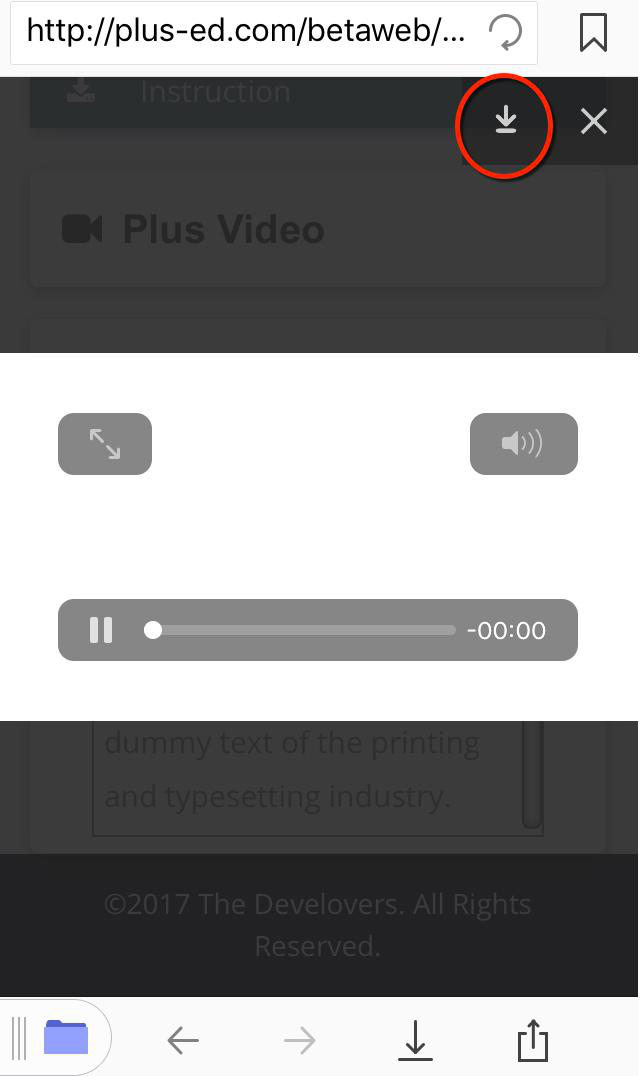 http://plus-ed.com/betaweb/...
Instruction
Plus Video
-00:00
dummy text of the printing
and typesetting industry.
©2017 The Develovers. All Rights
Reserved.